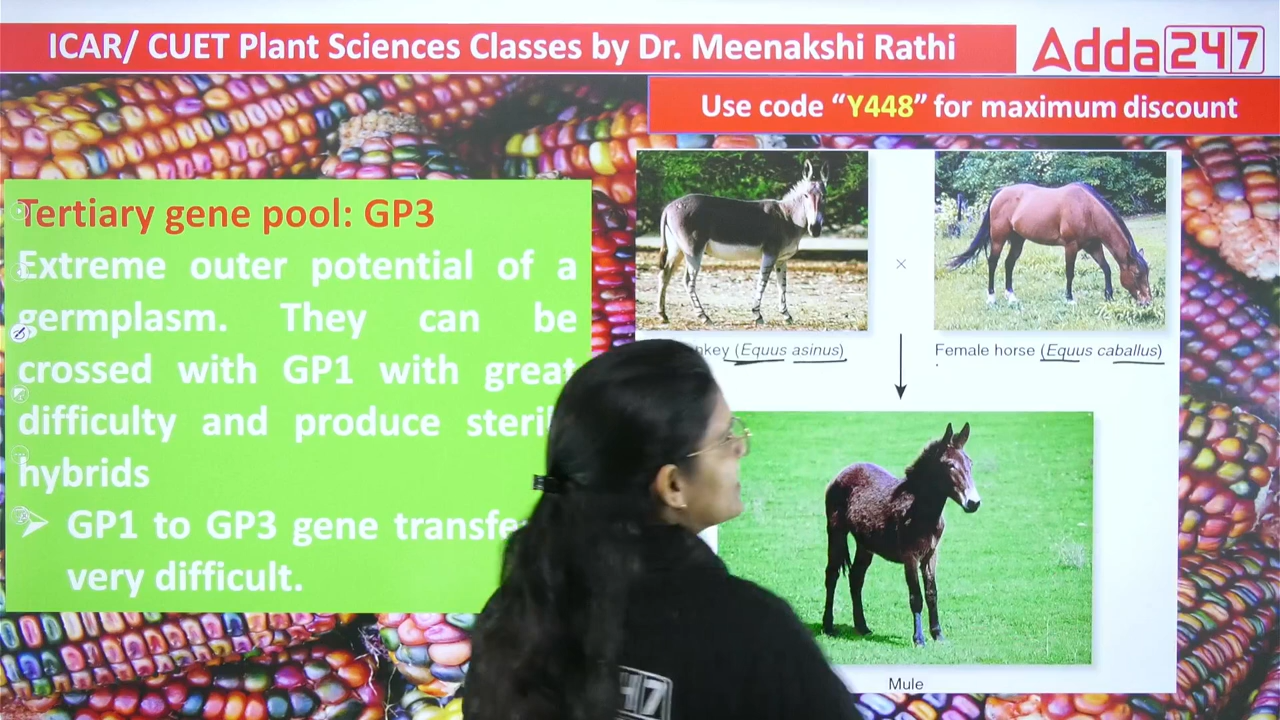 ICAR/ CUET Plant Sciences Classes by Dr. Meenakshi Rathi
Adda247
Use code “Y448” for maximum discount
Tertiary gene pool: GP3
Extreme outer potential of a
germplasm. They can be
crossed with GP1 with great
difficulty and produce
hybrids
GP1 to GP3 gene
very difficult.
×
(Equus asinus)
Female horse (Equus caballus)
Mule